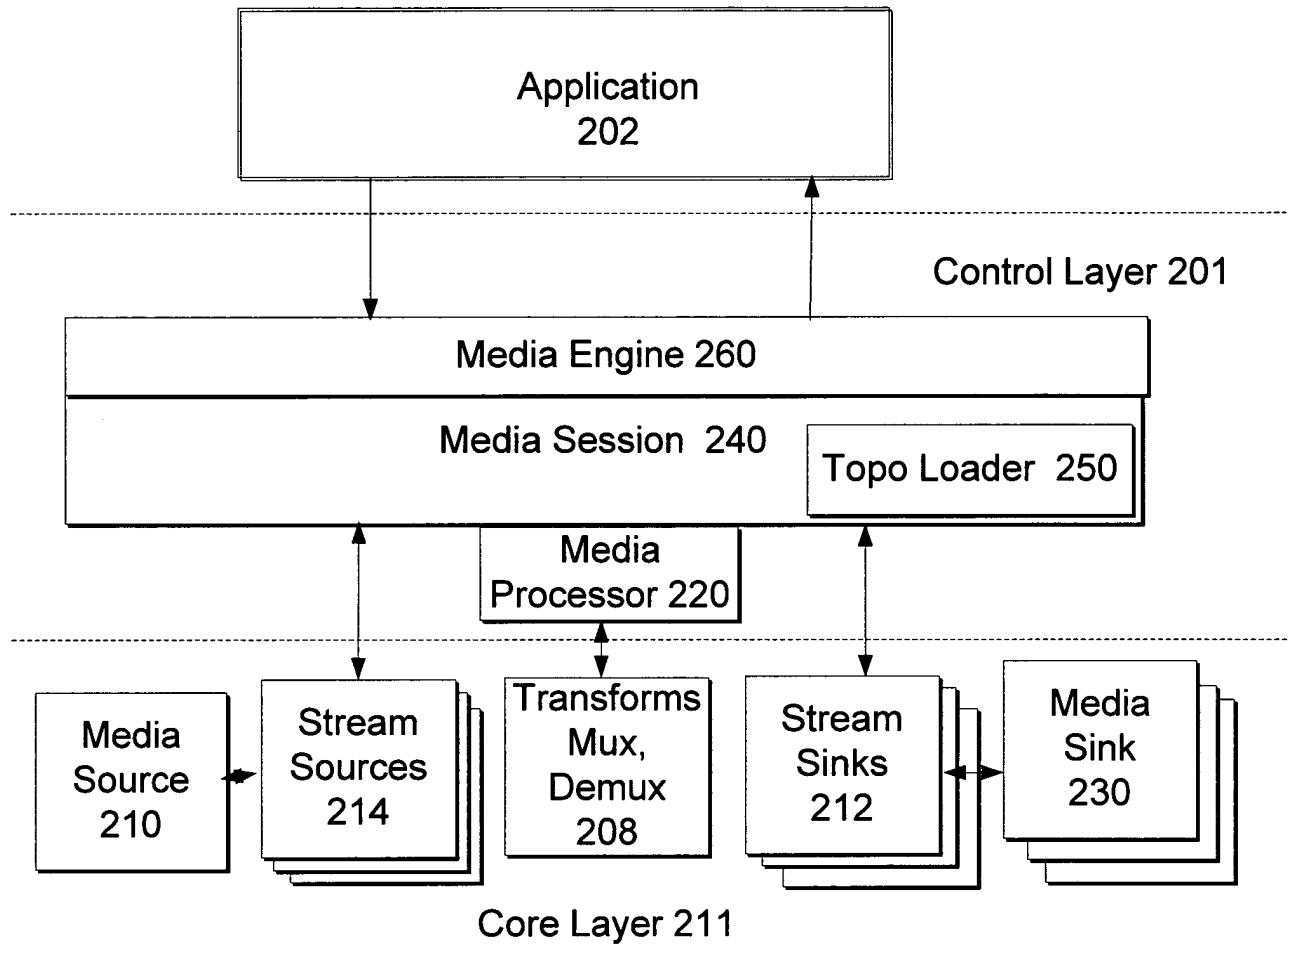 Application
202
Control Layer 201
Media Engine 260
Media Session 240
Topo Loader 250
Media
Processor 220
Media
Source
210
Stream
Sources
214
Transforms
Mux,
Demux
208
Stream
Sinks
212
Media
Sink
230
Core Layer 211